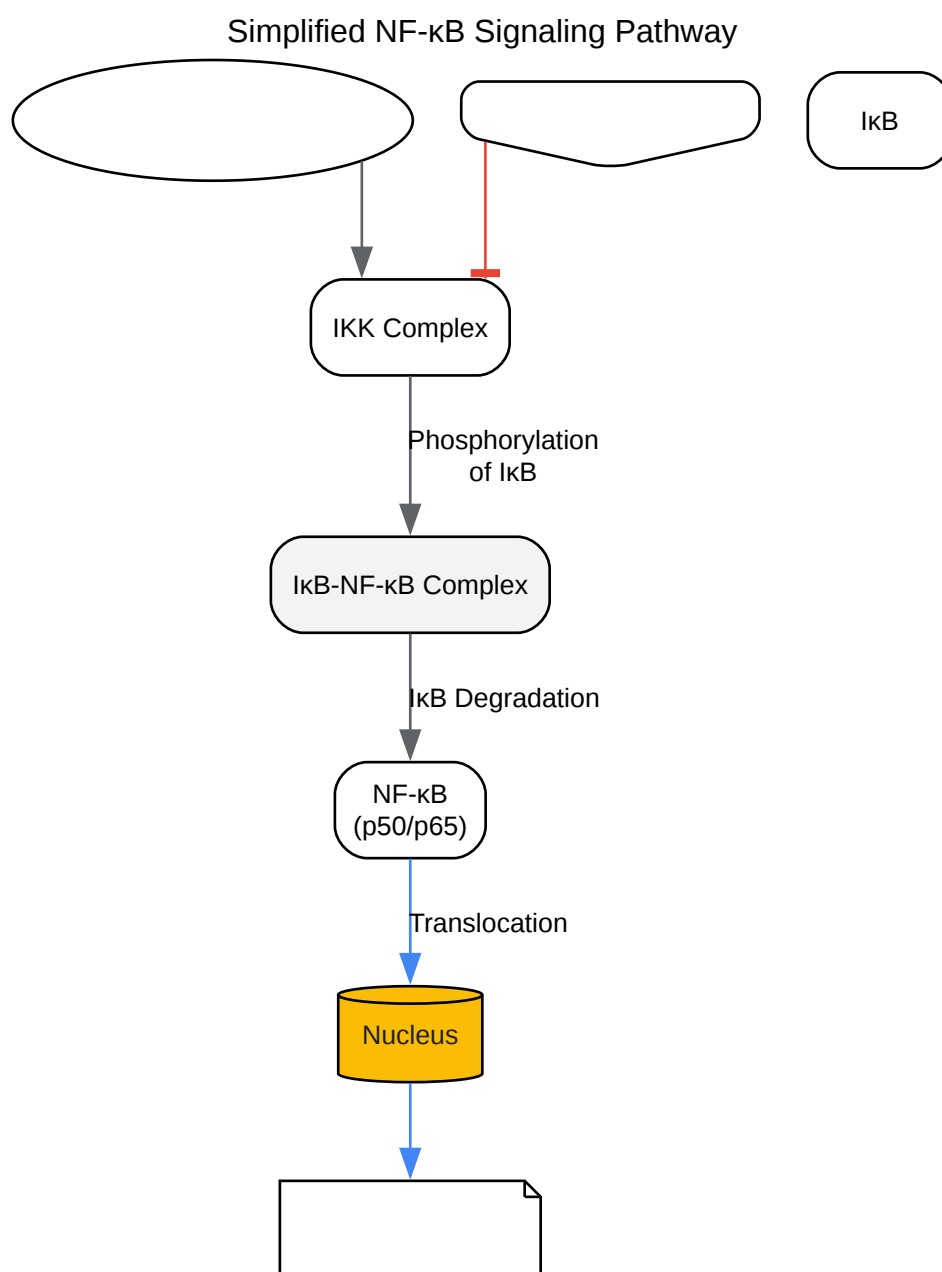 Simplified NF-κB Signaling Pathway
IκB
IKK Complex
Phosphorylation
of IκB
IκB-NF-κB Complex
IκB Degradation
NF-κB
(p50/p65)
Translocation
Nucleus